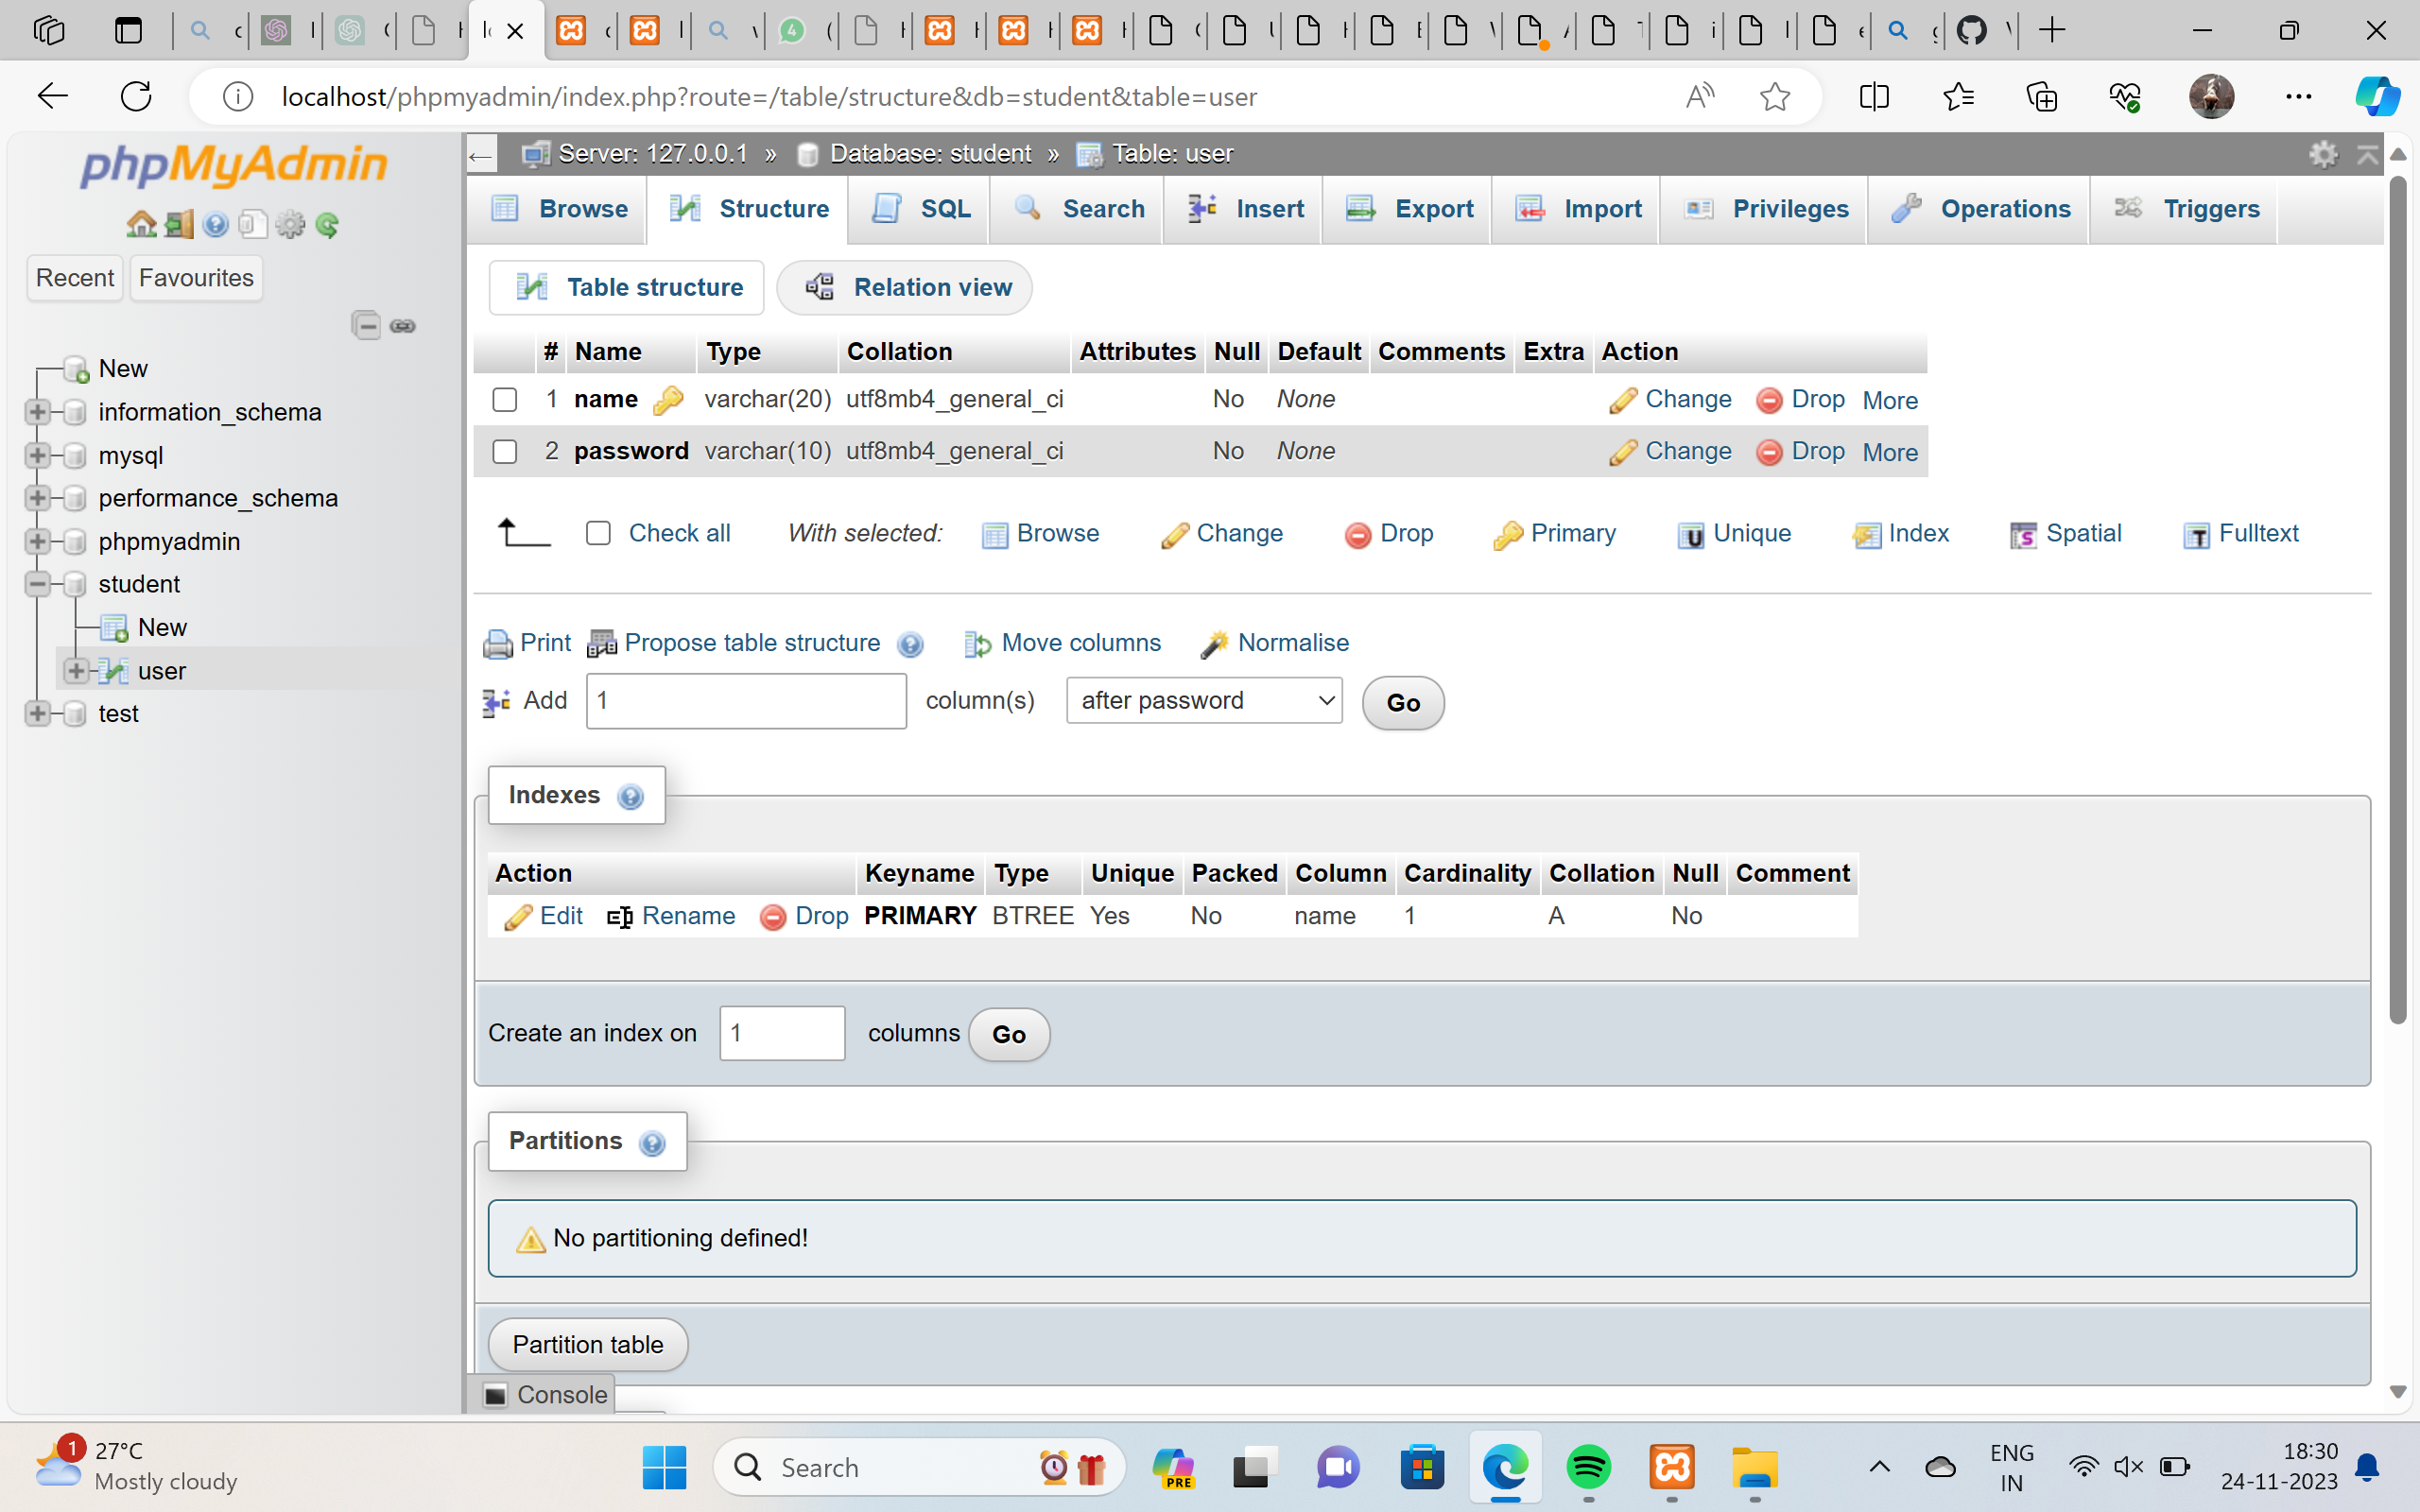 localhost/phpmyadmin/index.php?route=/table/structure&db=student&table=user
phpMyAdmin
Recent Favourites
New
information_schema
mysql
performance_schema
phpmyadmin
student
New
user
test
Server: 127.0.0.1 » Database: student » Table: user
Browse Structure SQL Search Insert Export Import Privileges Operations Triggers
Table structure Relation view
# Name Type Collation Attributes Null Default Comments Extra Action
1 name varchar(20) utf8mb4_general_ci No None Change Drop More
2 password varchar(10) utf8mb4_general_ci No None Change Drop More
Check all With selected: Browse Change Drop Primary Unique Index Spatial Fulltext
Print Propose table structure Move columns Normalise
Add 1 column(s) after password Go
Indexes
Action Keyname Type Unique Packed Column Cardinality Collation Null Comment
Edit Rename Drop PRIMARY BTREE Yes No name 1 A No
Create an index on 1 columns Go
Partitions
No partitioning defined!
Partition table
Console
1 27°C
Mostly cloudy
Search
PRE
ENG
IN
18:30
24-11-2023